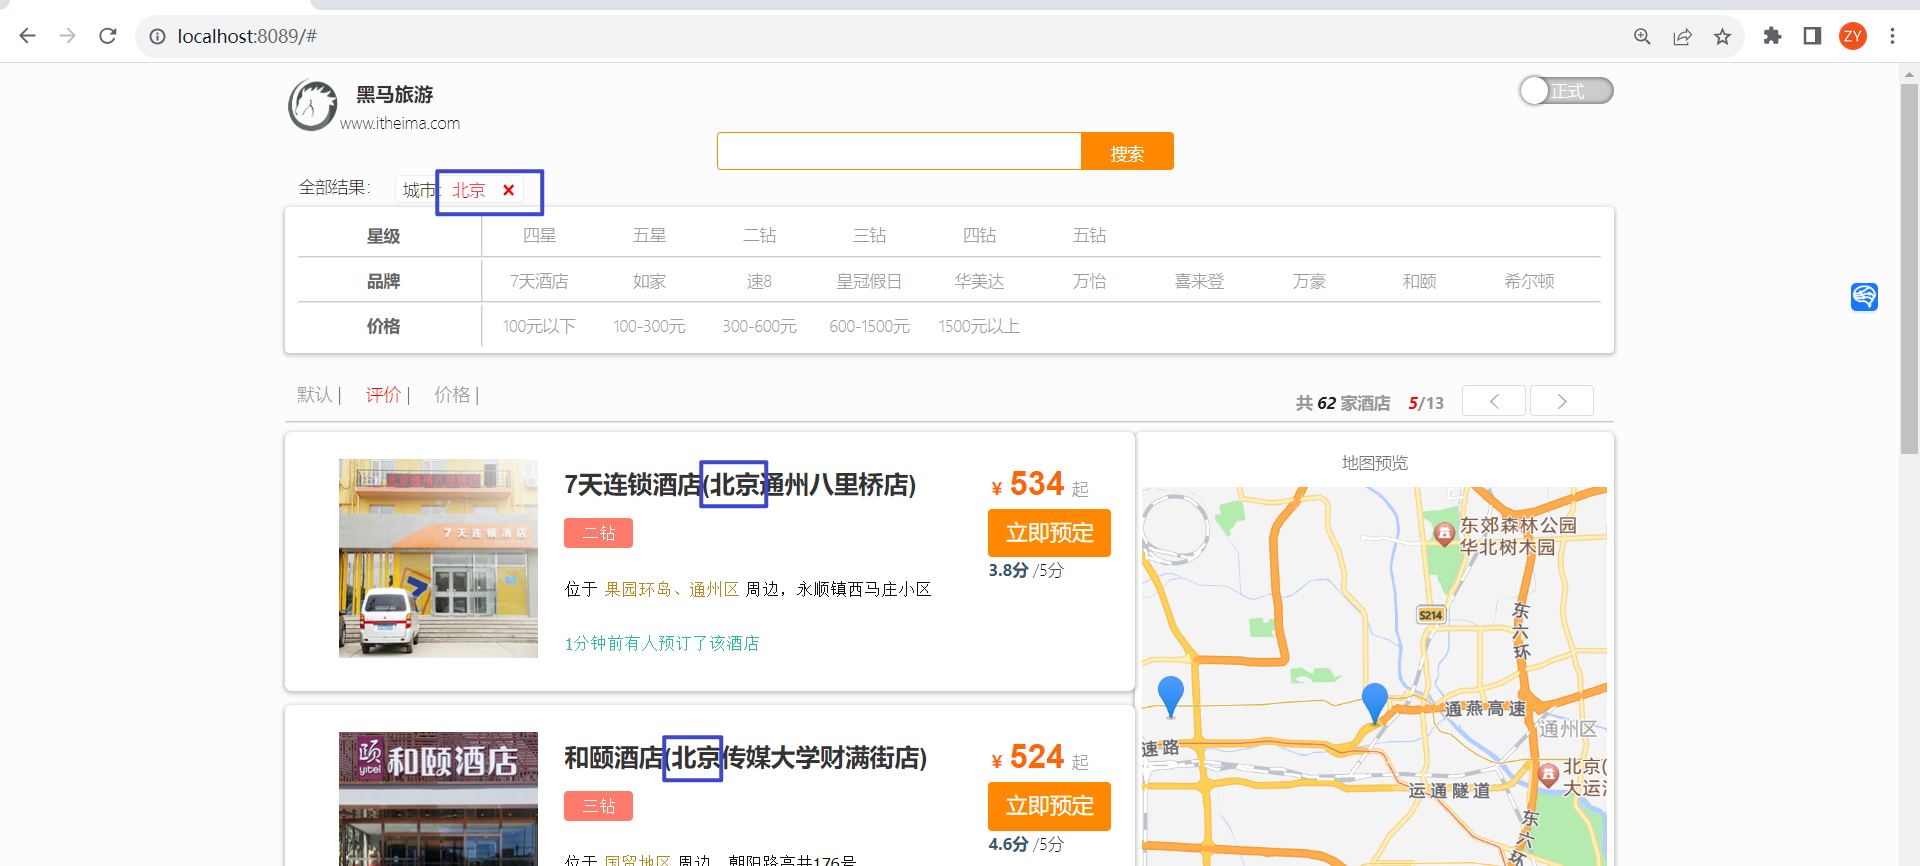 localhost:8089/#
ZY
黑马旅游
www.itheima.com
正式
搜索
全部结果:
城市: 北京 ×
星级 四星 五星 二钻 三钻 四钻 五钻
品牌 7天酒店 如家 速8 皇冠假日 华美达 万怡 喜来登 万豪 和颐 希尔顿
价格 100元以下 100-300元 300-600元 600-1500元 1500元以上
默认| 评价| 价格|
共 62 家酒店 5/13
7天连锁酒店(北京通州八里桥店)
二钻
位于 果园环岛、通州区 周边，永顺镇西马庄小区
1分钟前有人预订了该酒店
¥ 534 起
立即预定
3.8分 /5分
7天连锁酒店
和颐酒店(北京传媒大学财满街店)
三钻
位于 国贸地区 周边，朝阳路高井176号
¥ 524 起
立即预定
4.6分 /5分
颐
yitel
和颐酒店
地图预览
东郊森林公园
华北树木园
S214
东六环
通燕高速
通州区
速路
北京(
大运
运通隧道
东六环